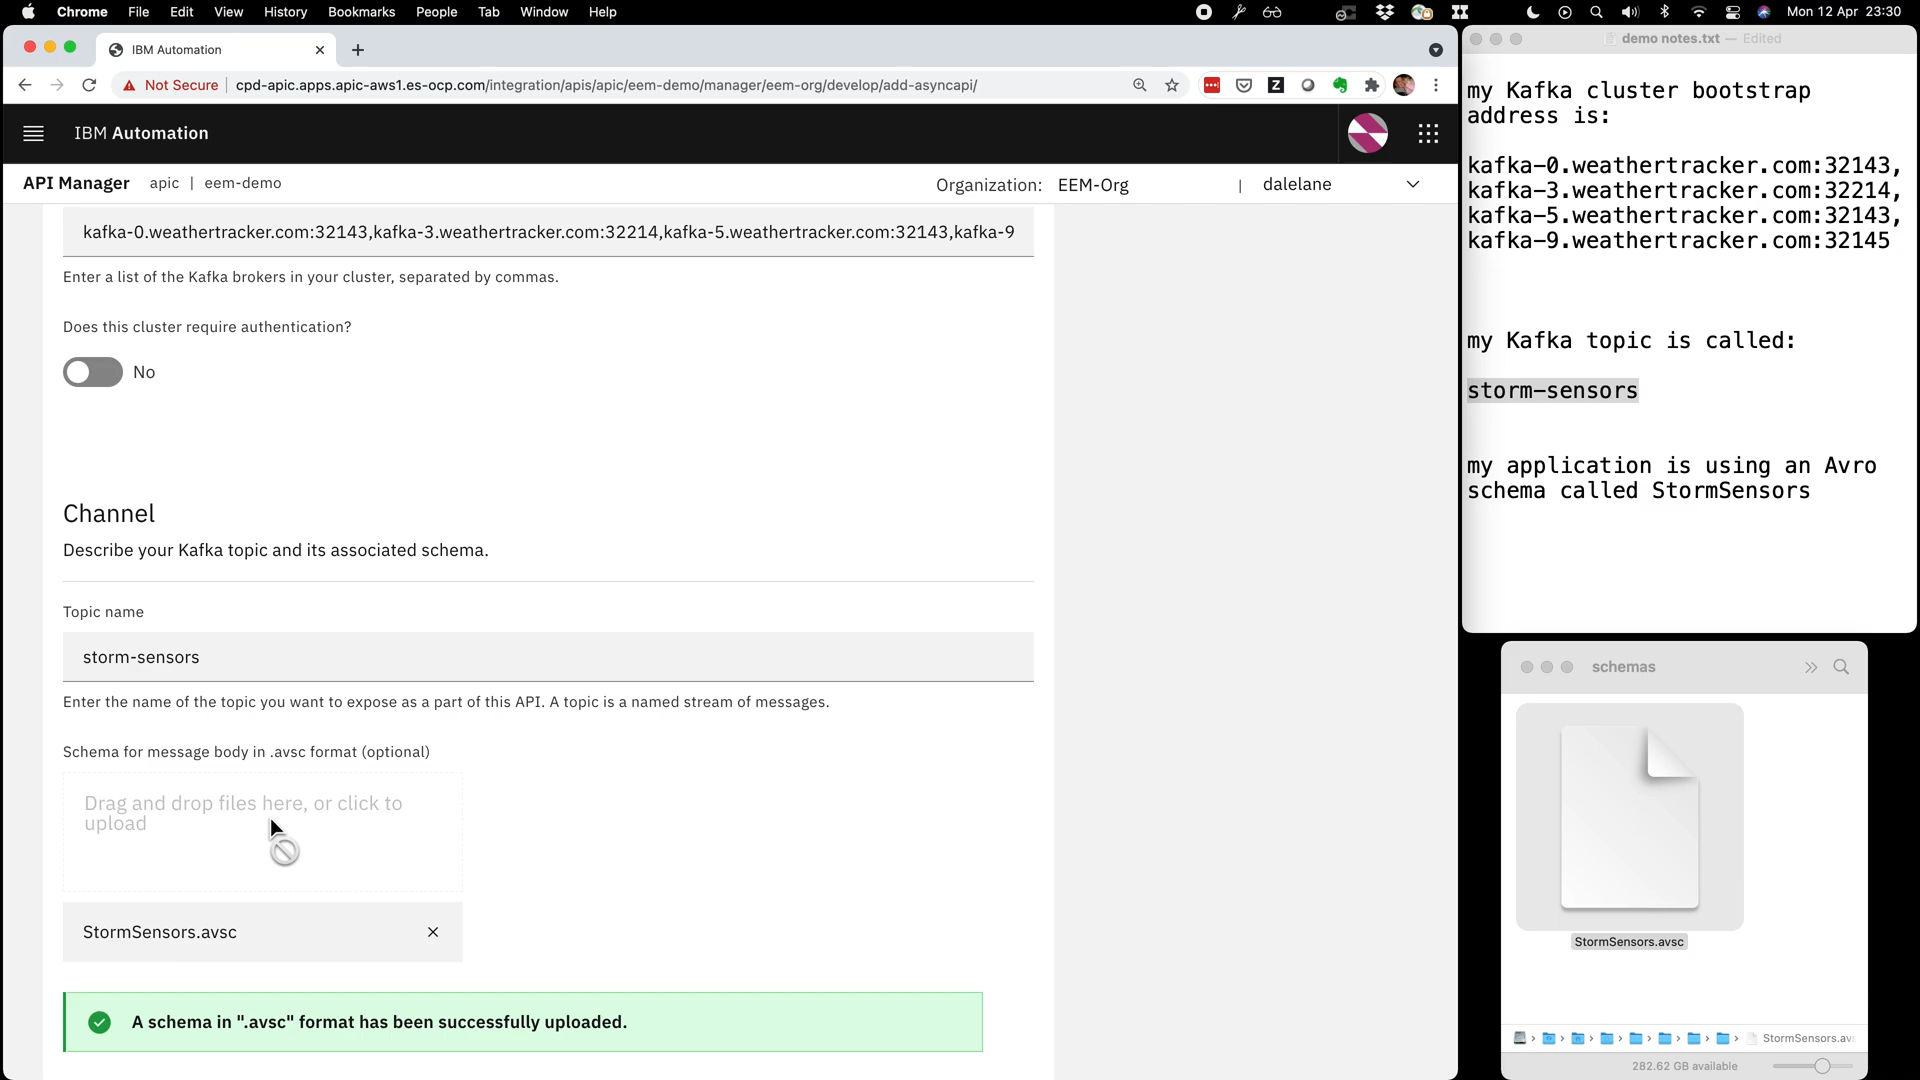 Chrome File Edit View History Bookmarks People Tab Window Help Mon 12 Apr 23:30
IBM Automation
Not Secure cpd-apic.apps.apic-aws1.es-ocp.com/integration/apis/apic/eem-demo/manager/eem-org/develop/add-asyncapi/
IBM Automation
API Manager apic | eem-demo Organization: EEM-Org | dalelane
kafka-0.weathertracker.com:32143,kafka-3.weathertracker.com:32214,kafka-5.weathertracker.com:32143,kafka-9
Enter a list of the Kafka brokers in your cluster, separated by commas.
Does this cluster require authentication?
No
Channel
Describe your Kafka topic and its associated schema.
Topic name
storm-sensors
Enter the name of the topic you want to expose as a part of this API. A topic is a named stream of messages.
Schema for message body in .avsc format (optional)
Drag and drop files here, or click to
upload
StormSensors.avsc
A schema in ".avsc" format has been successfully uploaded.
demo notes.txt — Edited
my Kafka cluster bootstrap
address is:
kafka-0.weathertracker.com:32143,
kafka-3.weathertracker.com:32214,
kafka-5.weathertracker.com:32143,
kafka-9.weathertracker.com:32145
my Kafka topic is called:
storm-sensors
my application is using an Avro
schema called StormSensors
schemas
StormSensors.avsc
StormSensors.av
282.62 GB available